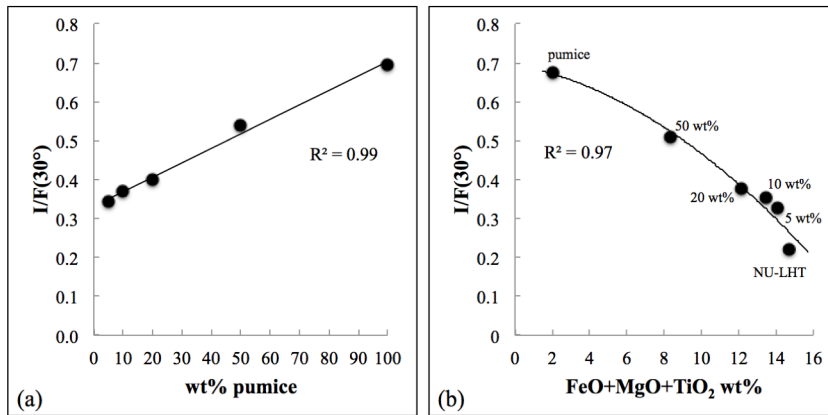 0.8
0.7
0.6
0.5
0.4
0.3
0.2
0.1
0.0
I/F(30°)
R² = 0.99
0 10 20 30 40 50 60 70 80 90 100
wt% pumice
(a)
0.8
0.7
0.6
0.5
0.4
0.3
0.2
0.1
0
I/F(30°)
pumice
50 wt%
R² = 0.97
10 wt%
20 wt%
5 wt%
NU-LHT
0 2 4 6 8 10 12 14 16
FeO+MgO+TiO₂ wt%
(b)